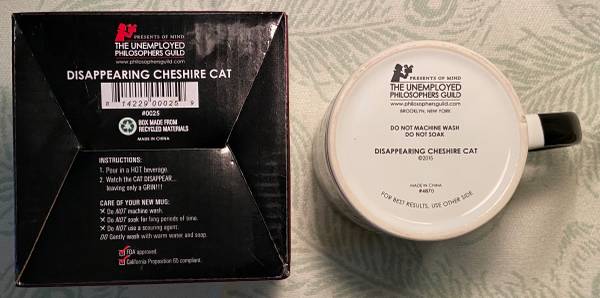 PRESENTS OF MIND
THE UNEMPLOYED
PHILOSOPHERS GUILD
www.philosophersguild.com
DISAPPEARING CHESHIRE CAT
8 14229 00025 9
#0025
BOX MADE FROM
RECYCLED MATERIALS
MADE IN CHINA
INSTRUCTIONS:
1. Pour in a HOT beverage.
2. Watch the CAT DISAPPEAR...
leaving only a GRIN!!!
CARE OF YOUR NEW MUG:
X Do NOT machine wash.
X Do NOT soak for long periods of time.
X Do NOT use a scouring agent.
DO Gently wash with warm water and soap.
FDA approved
California Proposition 65 compliant.
PRESENTS OF MIND
THE UNEMPLOYED
PHILOSOPHERS GUILD
www.philosophersguild.com
BROOKLYN, NEW YORK
DO NOT MACHINE WASH
DO NOT SOAK
DISAPPEARING CHESHIRE CAT
©2015
MADE IN CHINA
#4870
FOR BEST RESULTS, USE OTHER SIDE.